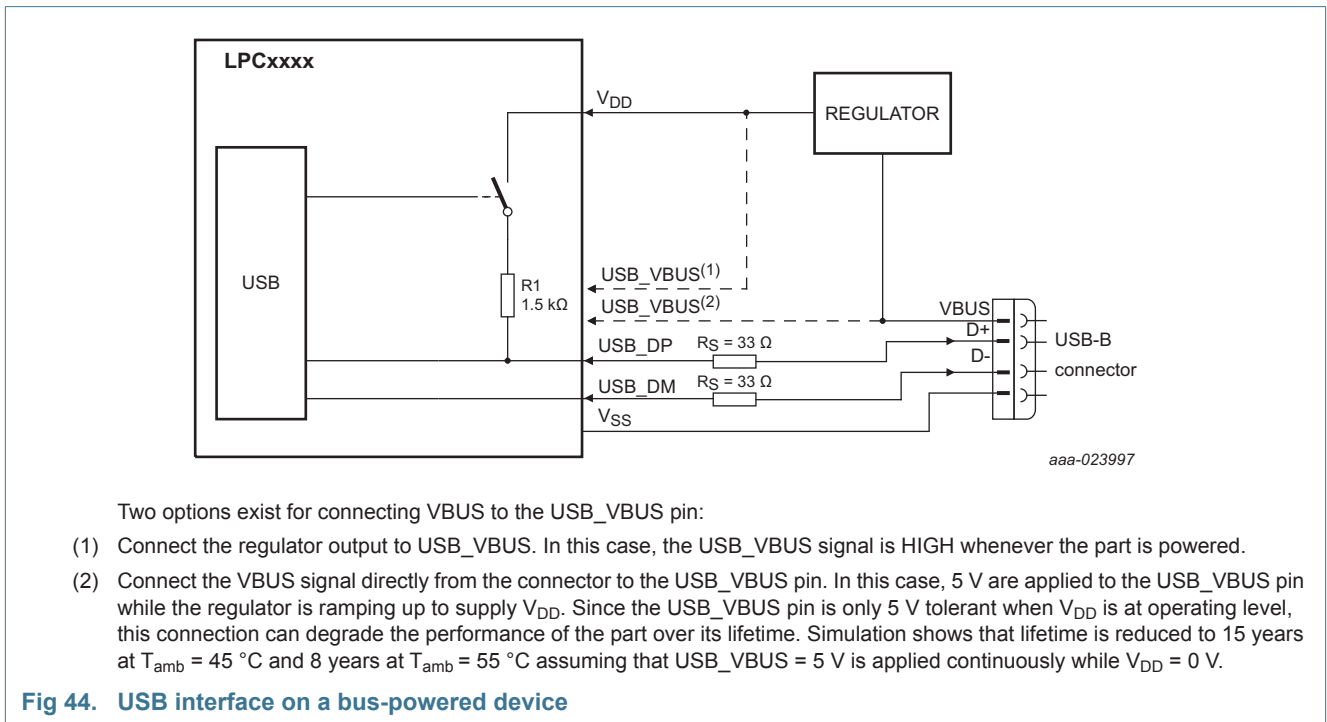 LPCxxxx
VDD
REGULATOR
USB
R1
1.5 kΩ
USB_VBUS(1)
USB_VBUS(2)
VBUS
D+
USB-B
USB_DP
RS = 33 Ω
D-
connector
USB_DM
RS = 33 Ω
VSS
aaa-023997
Two options exist for connecting VBUS to the USB_VBUS pin:
(1) Connect the regulator output to USB_VBUS. In this case, the USB_VBUS signal is HIGH whenever the part is powered.
(2) Connect the VBUS signal directly from the connector to the USB_VBUS pin. In this case, 5 V are applied to the USB_VBUS pin
while the regulator is ramping up to supply VDD. Since the USB_VBUS pin is only 5 V tolerant when VDD is at operating level,
this connection can degrade the performance of the part over its lifetime. Simulation shows that lifetime is reduced to 15 years
at Tamb = 45 °C and 8 years at Tamb = 55 °C assuming that USB_VBUS = 5 V is applied continuously while VDD = 0 V.
Fig 44. USB interface on a bus-powered device